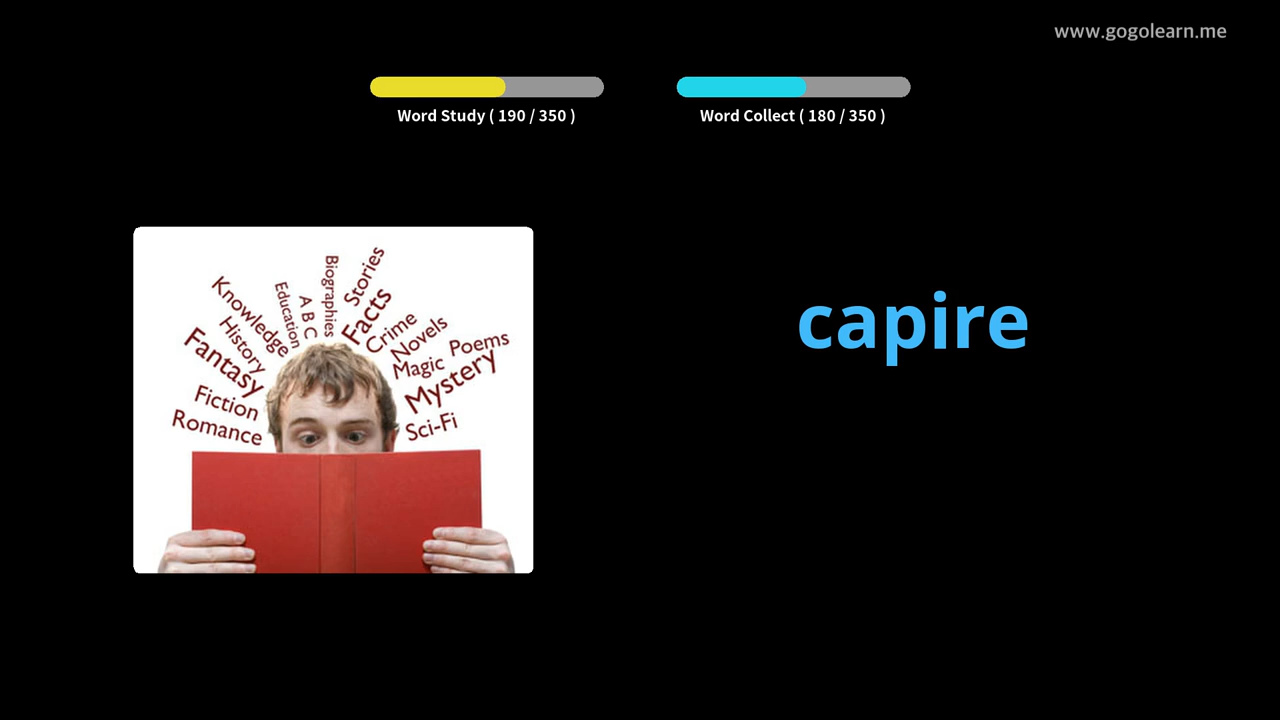 www.gogolearn.me
Word Study ( 190 / 350 )
Word Collect ( 180 / 350 )
capire
Romance
Fiction
Fantasy
History
Knowledge
Education
A B C
Biographies
Stories
Facts
Crime
Novels
Magic
Poems
Mystery
Sci-Fi